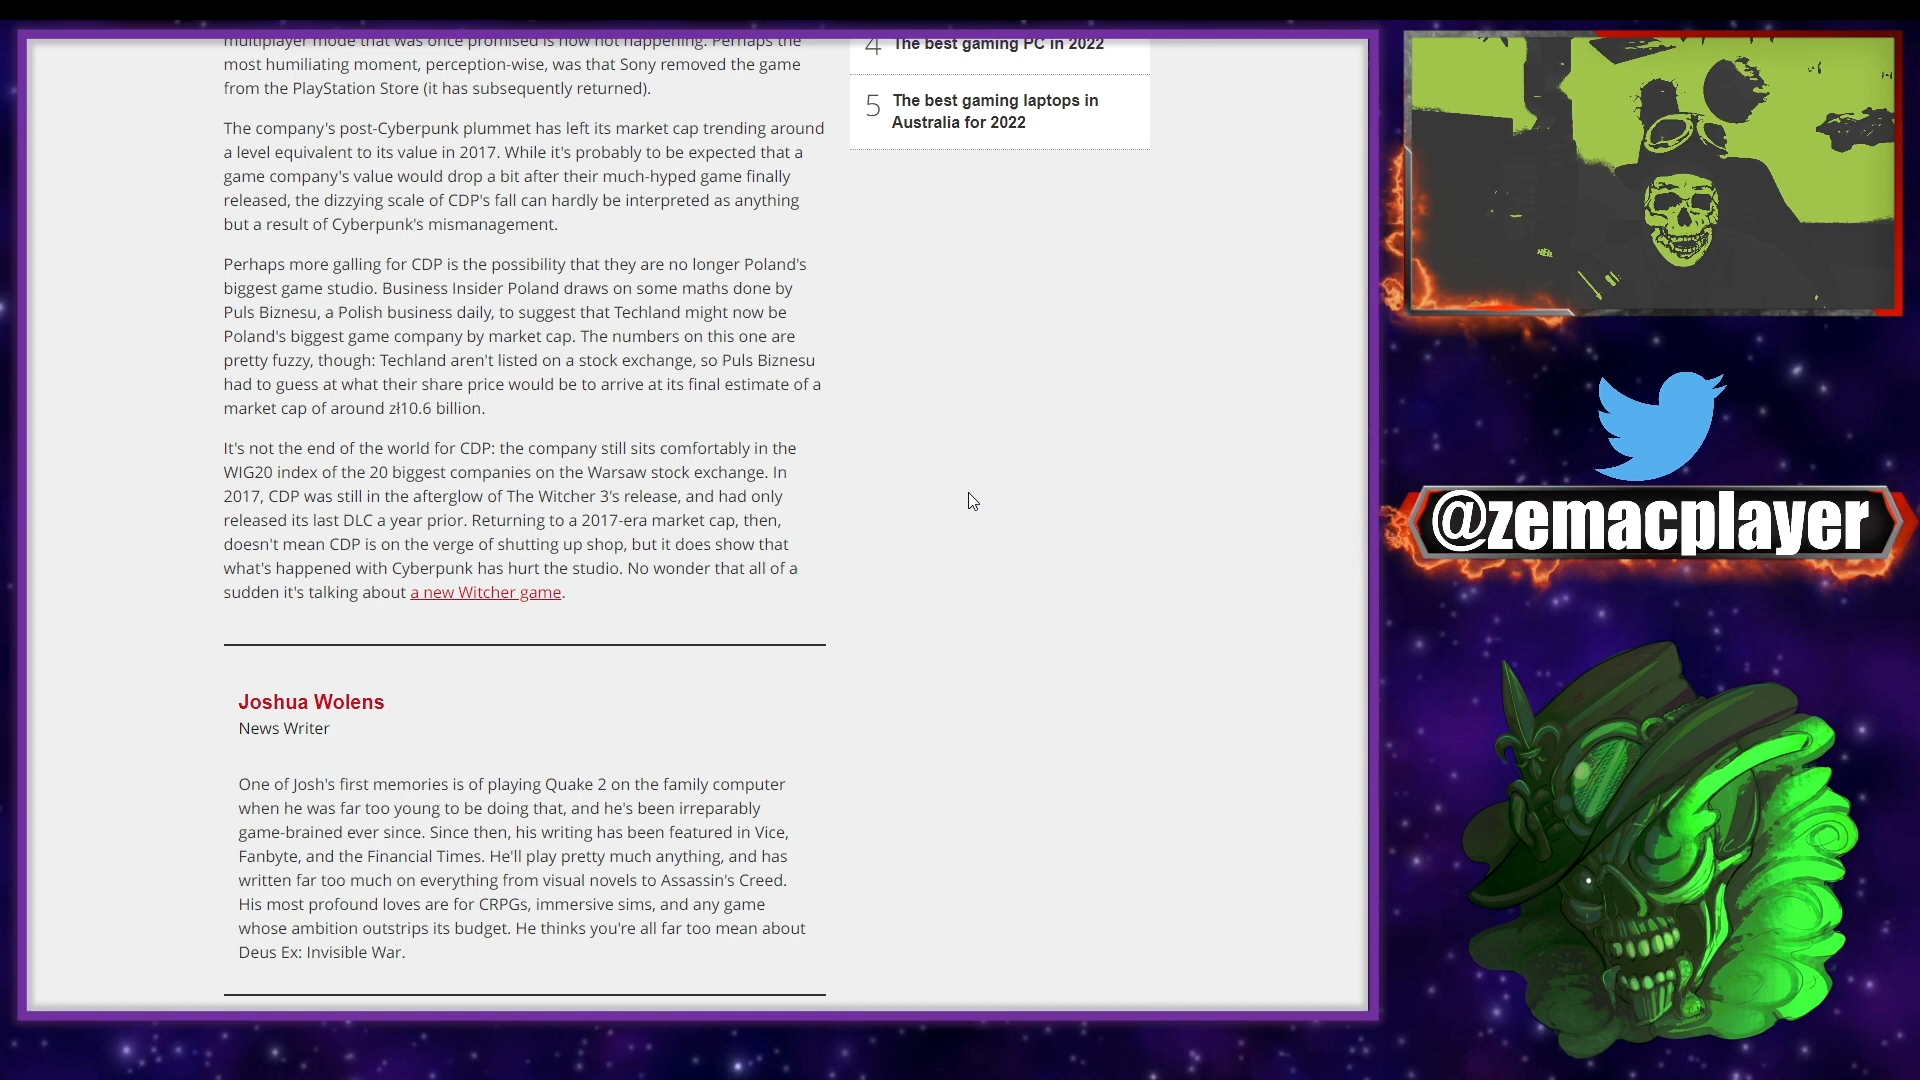 multiplayer mode that was once promised is now not happening. Perhaps the
most humiliating moment, perception-wise, was that Sony removed the game
from the PlayStation Store (it has subsequently returned).
The company's post-Cyberpunk plummet has left its market cap trending around
a level equivalent to its value in 2017. While it's probably to be expected that a
game company's value would drop a bit after their much-hyped game finally
released, the dizzying scale of CDP's fall can hardly be interpreted as anything
but a result of Cyberpunk's mismanagement.
Perhaps more galling for CDP is the possibility that they are no longer Poland's
biggest game studio. Business Insider Poland draws on some maths done by
Puls Biznesu, a Polish business daily, to suggest that Techland might now be
Poland's biggest game company by market cap. The numbers on this one are
pretty fuzzy, though: Techland aren't listed on a stock exchange, so Puls Biznesu
had to guess at what their share price would be to arrive at its final estimate of a
market cap of around zł10.6 billion.
It's not the end of the world for CDP: the company still sits comfortably in the
WIG20 index of the 20 biggest companies on the Warsaw stock exchange. In
2017, CDP was still in the afterglow of The Witcher 3's release, and had only
released its last DLC a year prior. Returning to a 2017-era market cap, then,
doesn't mean CDP is on the verge of shutting up shop, but it does show that
what's happened with Cyberpunk has hurt the studio. No wonder that all of a
sudden it's talking about a new Witcher game.
Joshua Wolens
News Writer
One of Josh's first memories is of playing Quake 2 on the family computer
when he was far too young to be doing that, and he's been irreparably
game-brained ever since. Since then, his writing has been featured in Vice,
Fanbyte, and the Financial Times. He'll play pretty much anything, and has
written far too much on everything from visual novels to Assassin's Creed.
His most profound loves are for CRPGs, immersive sims, and any game
whose ambition outstrips its budget. He thinks you're all far too mean about
Deus Ex: Invisible War.
4 The best gaming PC in 2022
5 The best gaming laptops in
Australia for 2022
@zemacplayer